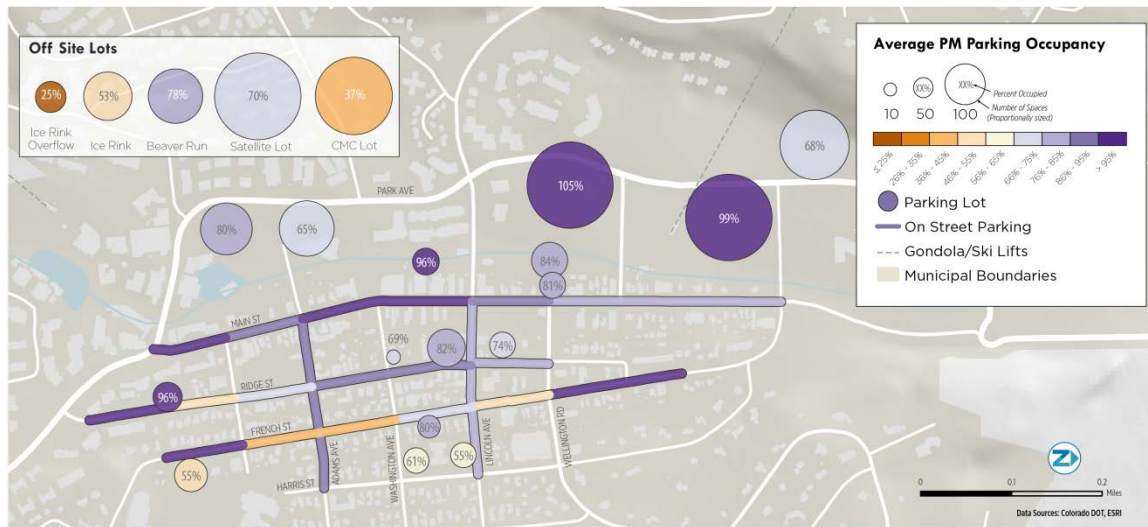 Off Site Lots
25%
53%
78%
70%
37%
Ice Rink
Overflow
Ice Rink
Beaver Run
Satellite Lot
CMC Lot
Average PM Parking Occupancy
XX%
XX%
Percent Occupied
Number of Spaces
(Proportionally sized)
10
50
100
≤ 25%
26% - 35%
36% - 45%
46% - 55%
56% - 65%
66% - 75%
76% - 85%
86% - 95%
> 95%
Parking Lot
On Street Parking
Gondola/Ski Lifts
Municipal Boundaries
68%
105%
PARK AVE
99%
80%
65%
96%
84%
81%
MAIN ST
69%
82%
74%
RIDGE ST
96%
FRENCH ST
80%
ADAMS AVE
WASHINGTON AVE
LINCOLN AVE
WELLINGTON RD
61%
55%
55%
HARRIS ST
Z
0
0.1
0.2
Miles
Data Sources: Colorado DOT, ESRI